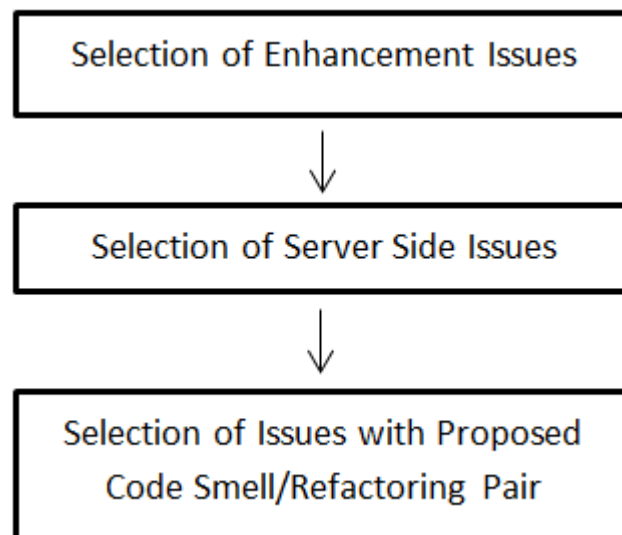 Selection of Enhancement Issues
Selection of Server Side Issues
Selection of Issues with Proposed
Code Smell/Refactoring Pair